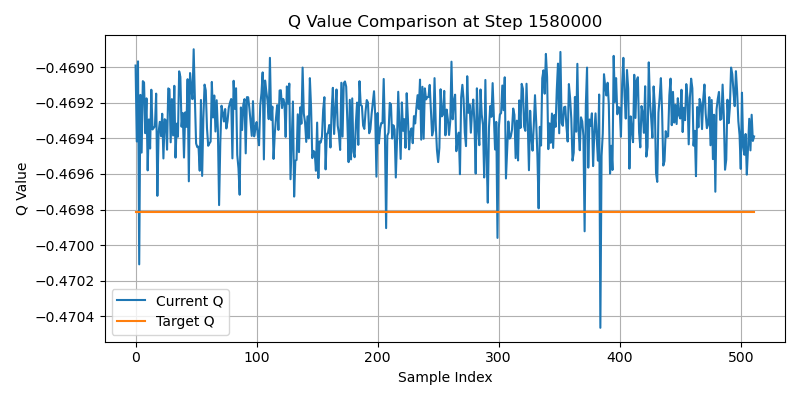 Q Value Comparison at Step 1580000
Q Value
−0.4690
−0.4692
−0.4694
−0.4696
−0.4698
−0.4700
−0.4702
−0.4704
Current Q
Target Q
0 100 200 300 400 500
Sample Index